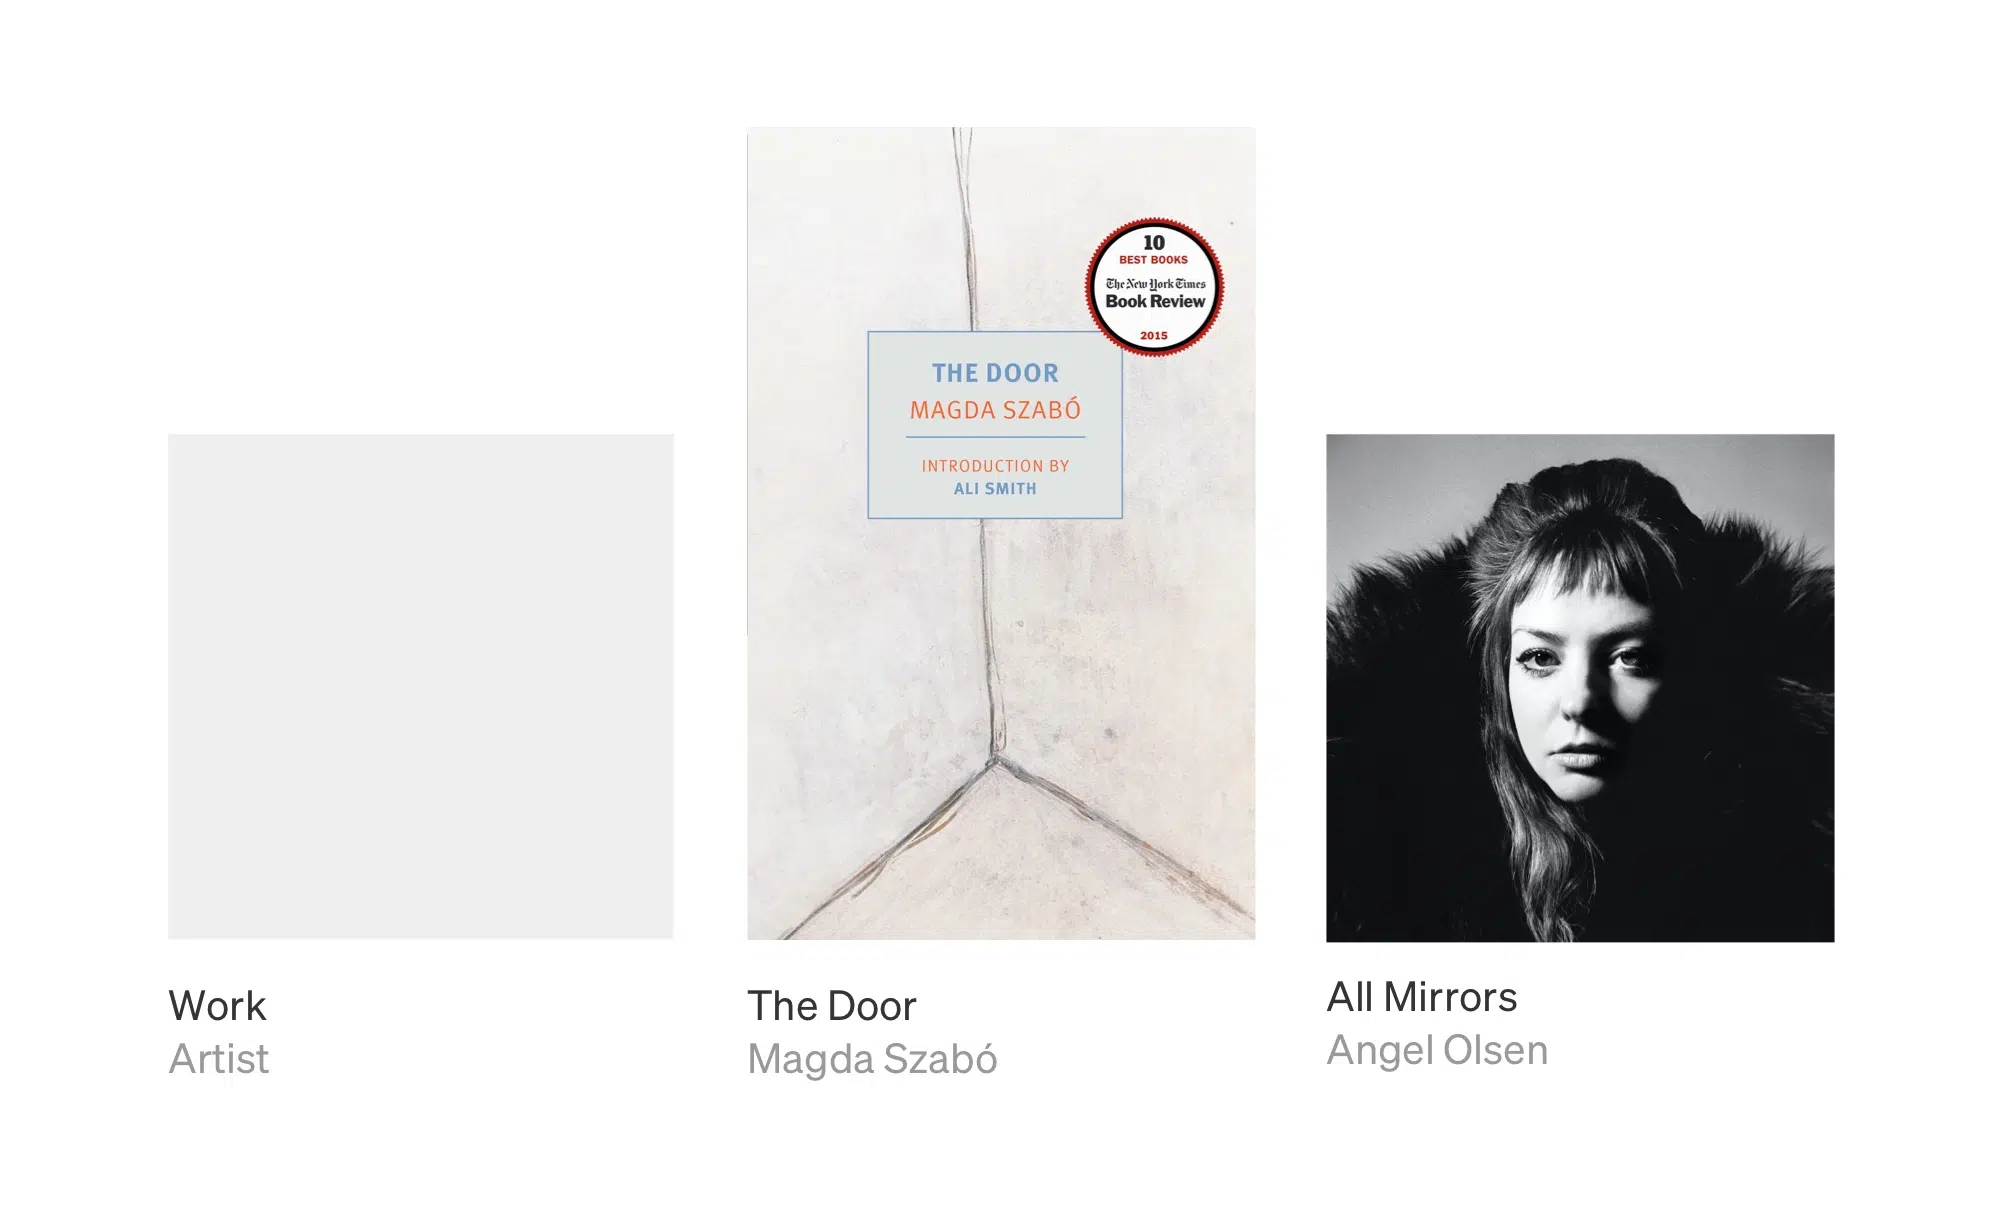 10
BEST BOOKS
The New York Times
Book Review
2015
THE DOOR
MAGDA SZABÓ
INTRODUCTION BY
ALI SMITH
Work
Artist
The Door
Magda Szabó
All Mirrors
Angel Olsen